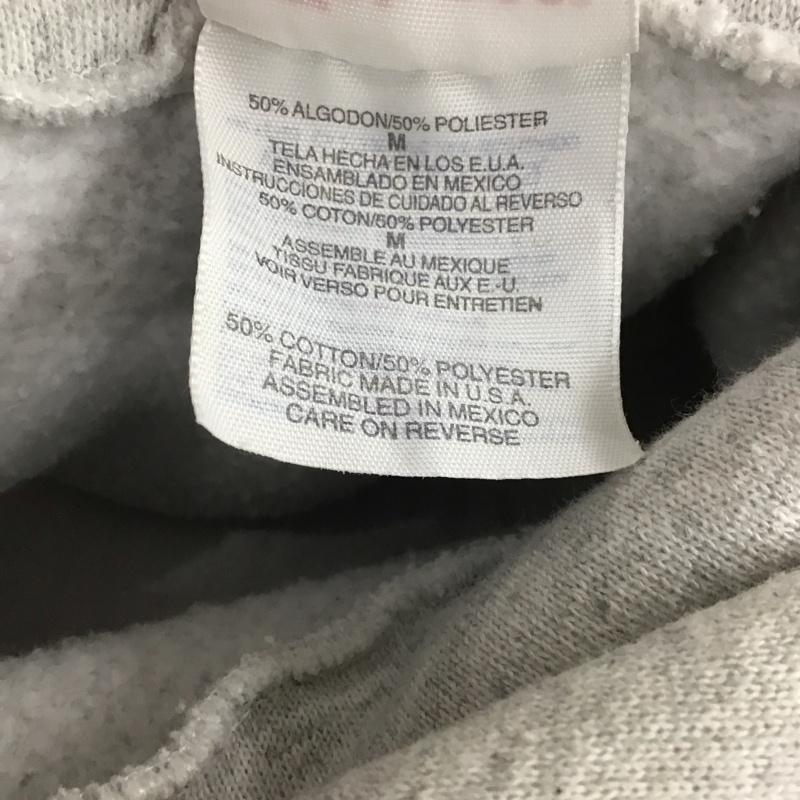 50% ALGODON/50% POLIESTER
M
TELA HECHA EN LOS E.U.A.
ENSAMBLADO EN MEXICO
INSTRUCCIONES DE CUIDADO AL REVERSO
50% COTON/50% POLYESTER
M
ASSEMBLE AU MEXIQUE
TISSU FABRIQUE AUX E.-U.
VOIR VERSO POUR ENTRETIEN
50% COTTON/50% POLYESTER
FABRIC MADE IN U.S.A.
ASSEMBLED IN MEXICO
CARE ON REVERSE